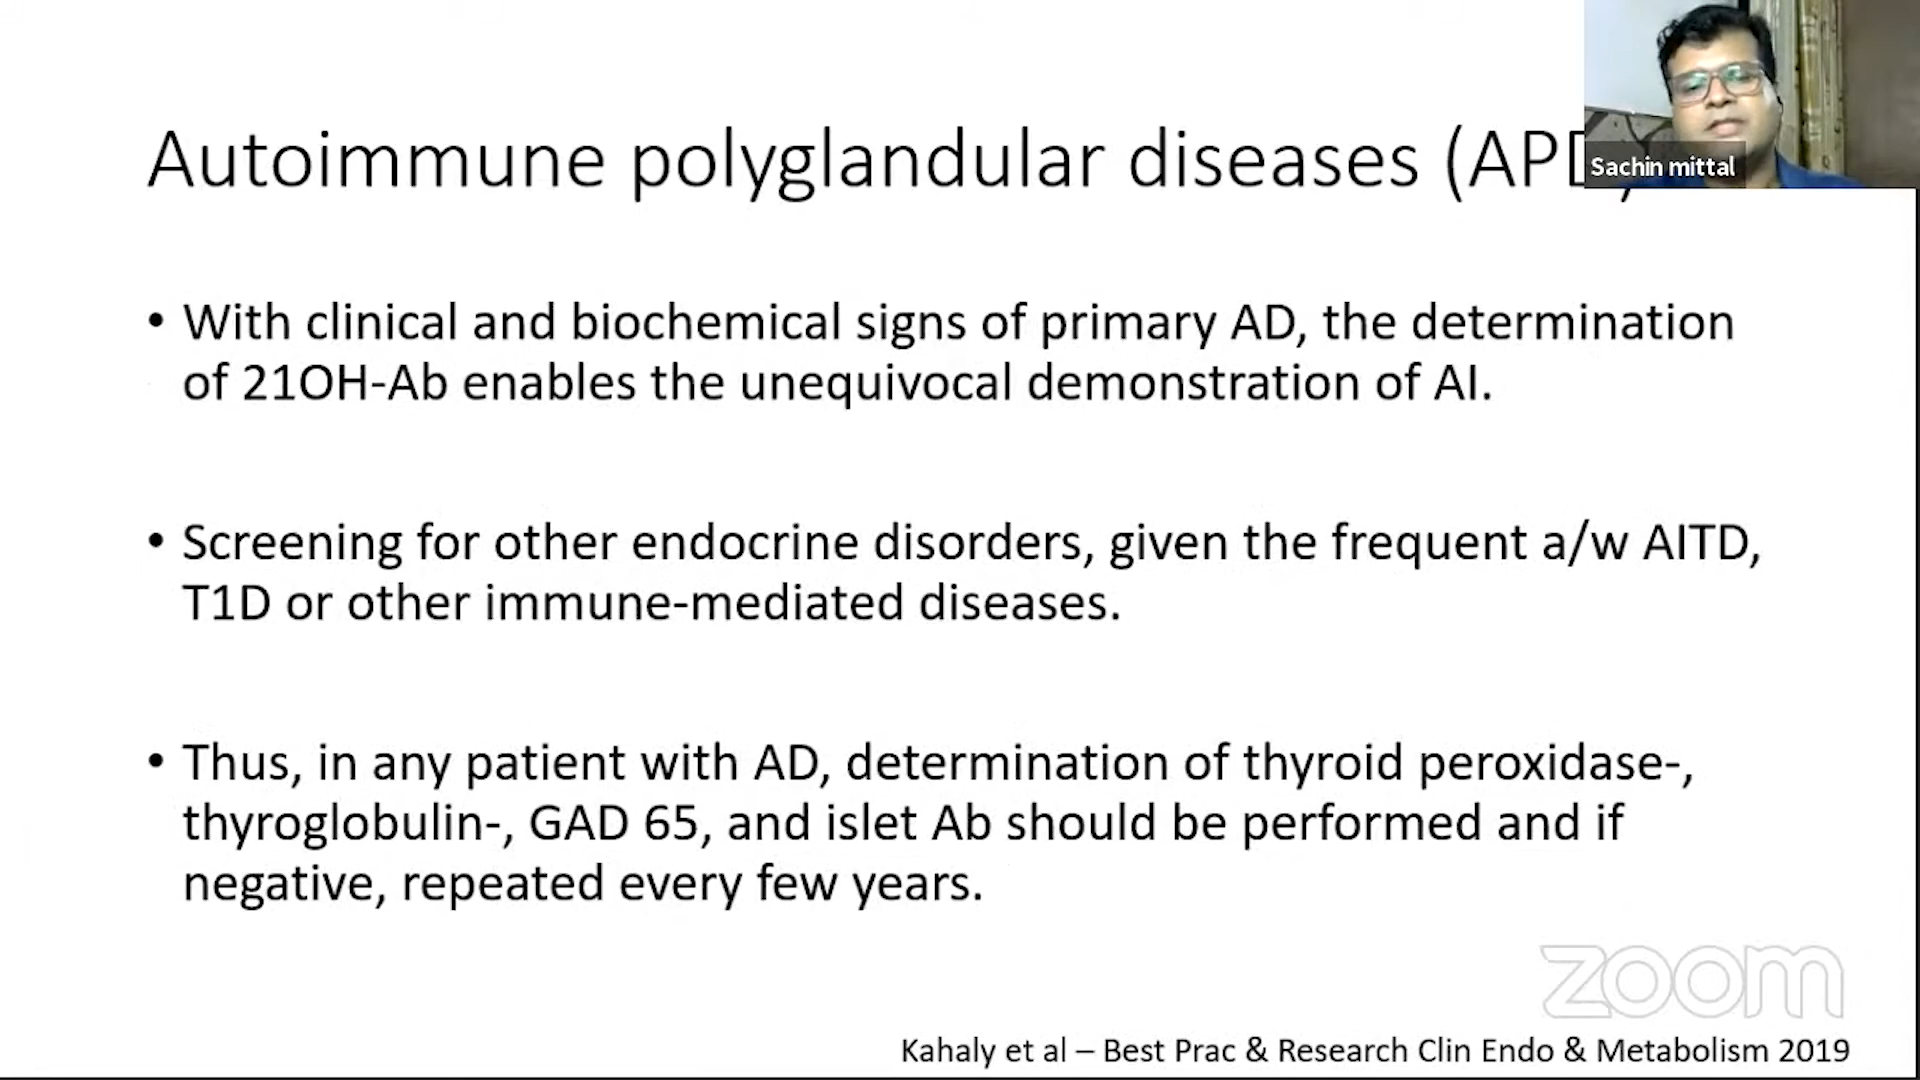 Autoimmune polyglandular diseases (APD)
Sachin mittal
• With clinical and biochemical signs of primary AD, the determination
of 21OH-Ab enables the unequivocal demonstration of AI.
• Screening for other endocrine disorders, given the frequent a/w AITD,
T1D or other immune-mediated diseases.
• Thus, in any patient with AD, determination of thyroid peroxidase-,
thyroglobulin-, GAD 65, and islet Ab should be performed and if
negative, repeated every few years.
zoom
Kahaly et al – Best Prac & Research Clin Endo & Metabolism 2019